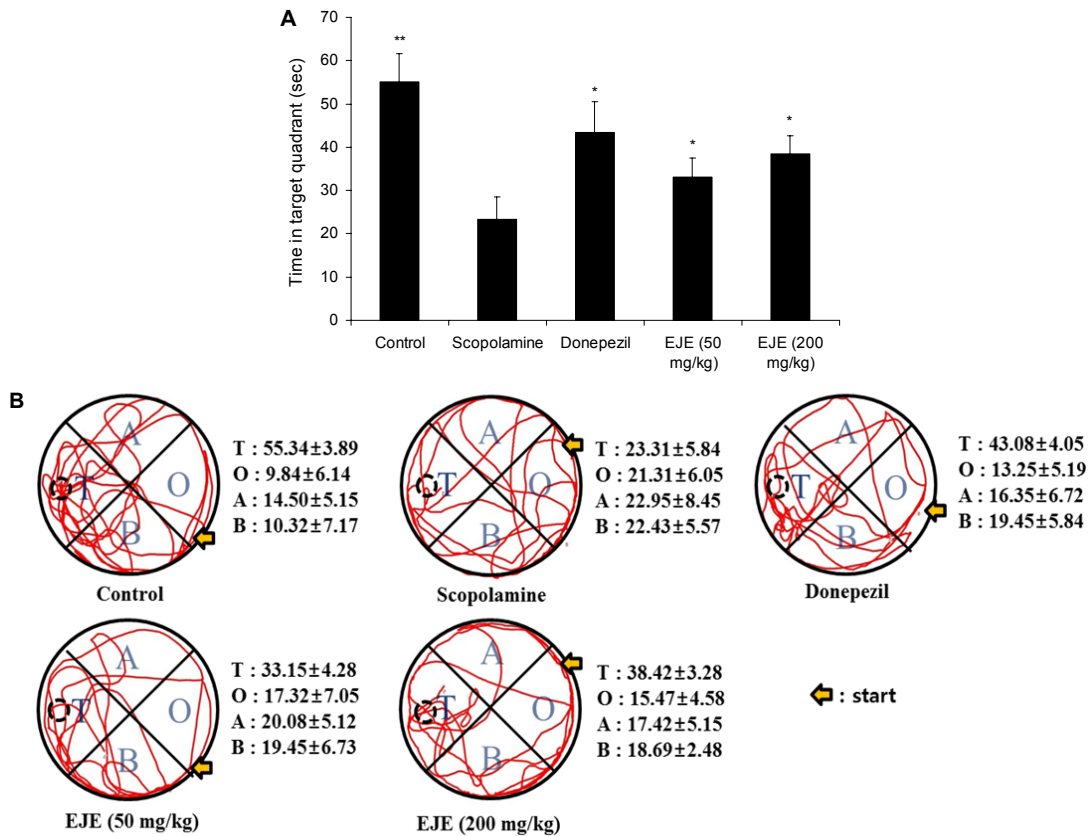 A
Time in target quadrant (sec)
70
60
50
40
30
20
10
0
**
*
*
*
Control
Scopolamine
Donepezil
EJE (50
mg/kg)
EJE (200
mg/kg)
B
A
T
O
B
T : 55.34±3.89
O : 9.84±6.14
A : 14.50±5.15
B : 10.32±7.17
Control
A
T
O
B
T : 23.31±5.84
O : 21.31±6.05
A : 22.95±8.45
B : 22.43±5.57
Scopolamine
A
T
O
B
T : 43.08±4.05
O : 13.25±5.19
A : 16.35±6.72
B : 19.45±5.84
Donepezil
A
T
O
B
T : 33.15±4.28
O : 17.32±7.05
A : 20.08±5.12
B : 19.45±6.73
EJE (50 mg/kg)
A
T
O
B
T : 38.42±3.28
O : 15.47±4.58
A : 17.42±5.15
B : 18.69±2.48
EJE (200 mg/kg)
: start